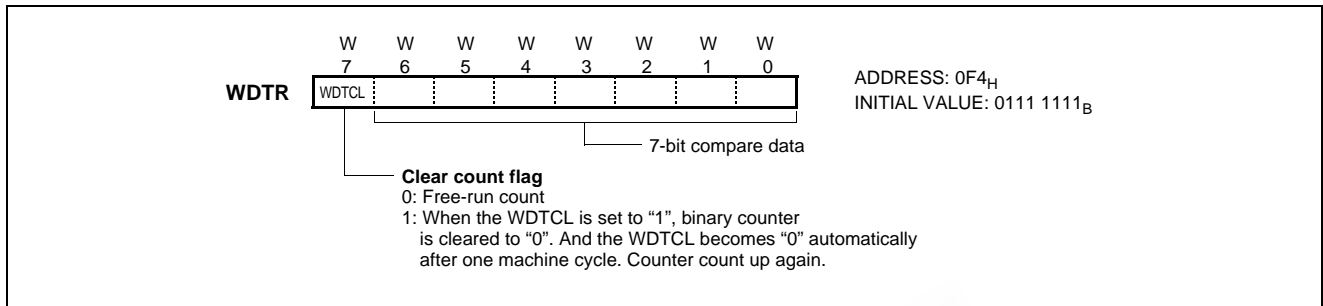 W W W W W W W W
7 6 5 4 3 2 1 0
WDTR WDTCL
ADDRESS: 0F4H
INITIAL VALUE: 0111 1111B
7-bit compare data
Clear count flag
0: Free-run count
1: When the WDTCL is set to “1”, binary counter
is cleared to “0”. And the WDTCL becomes “0” automatically
after one machine cycle. Counter count up again.